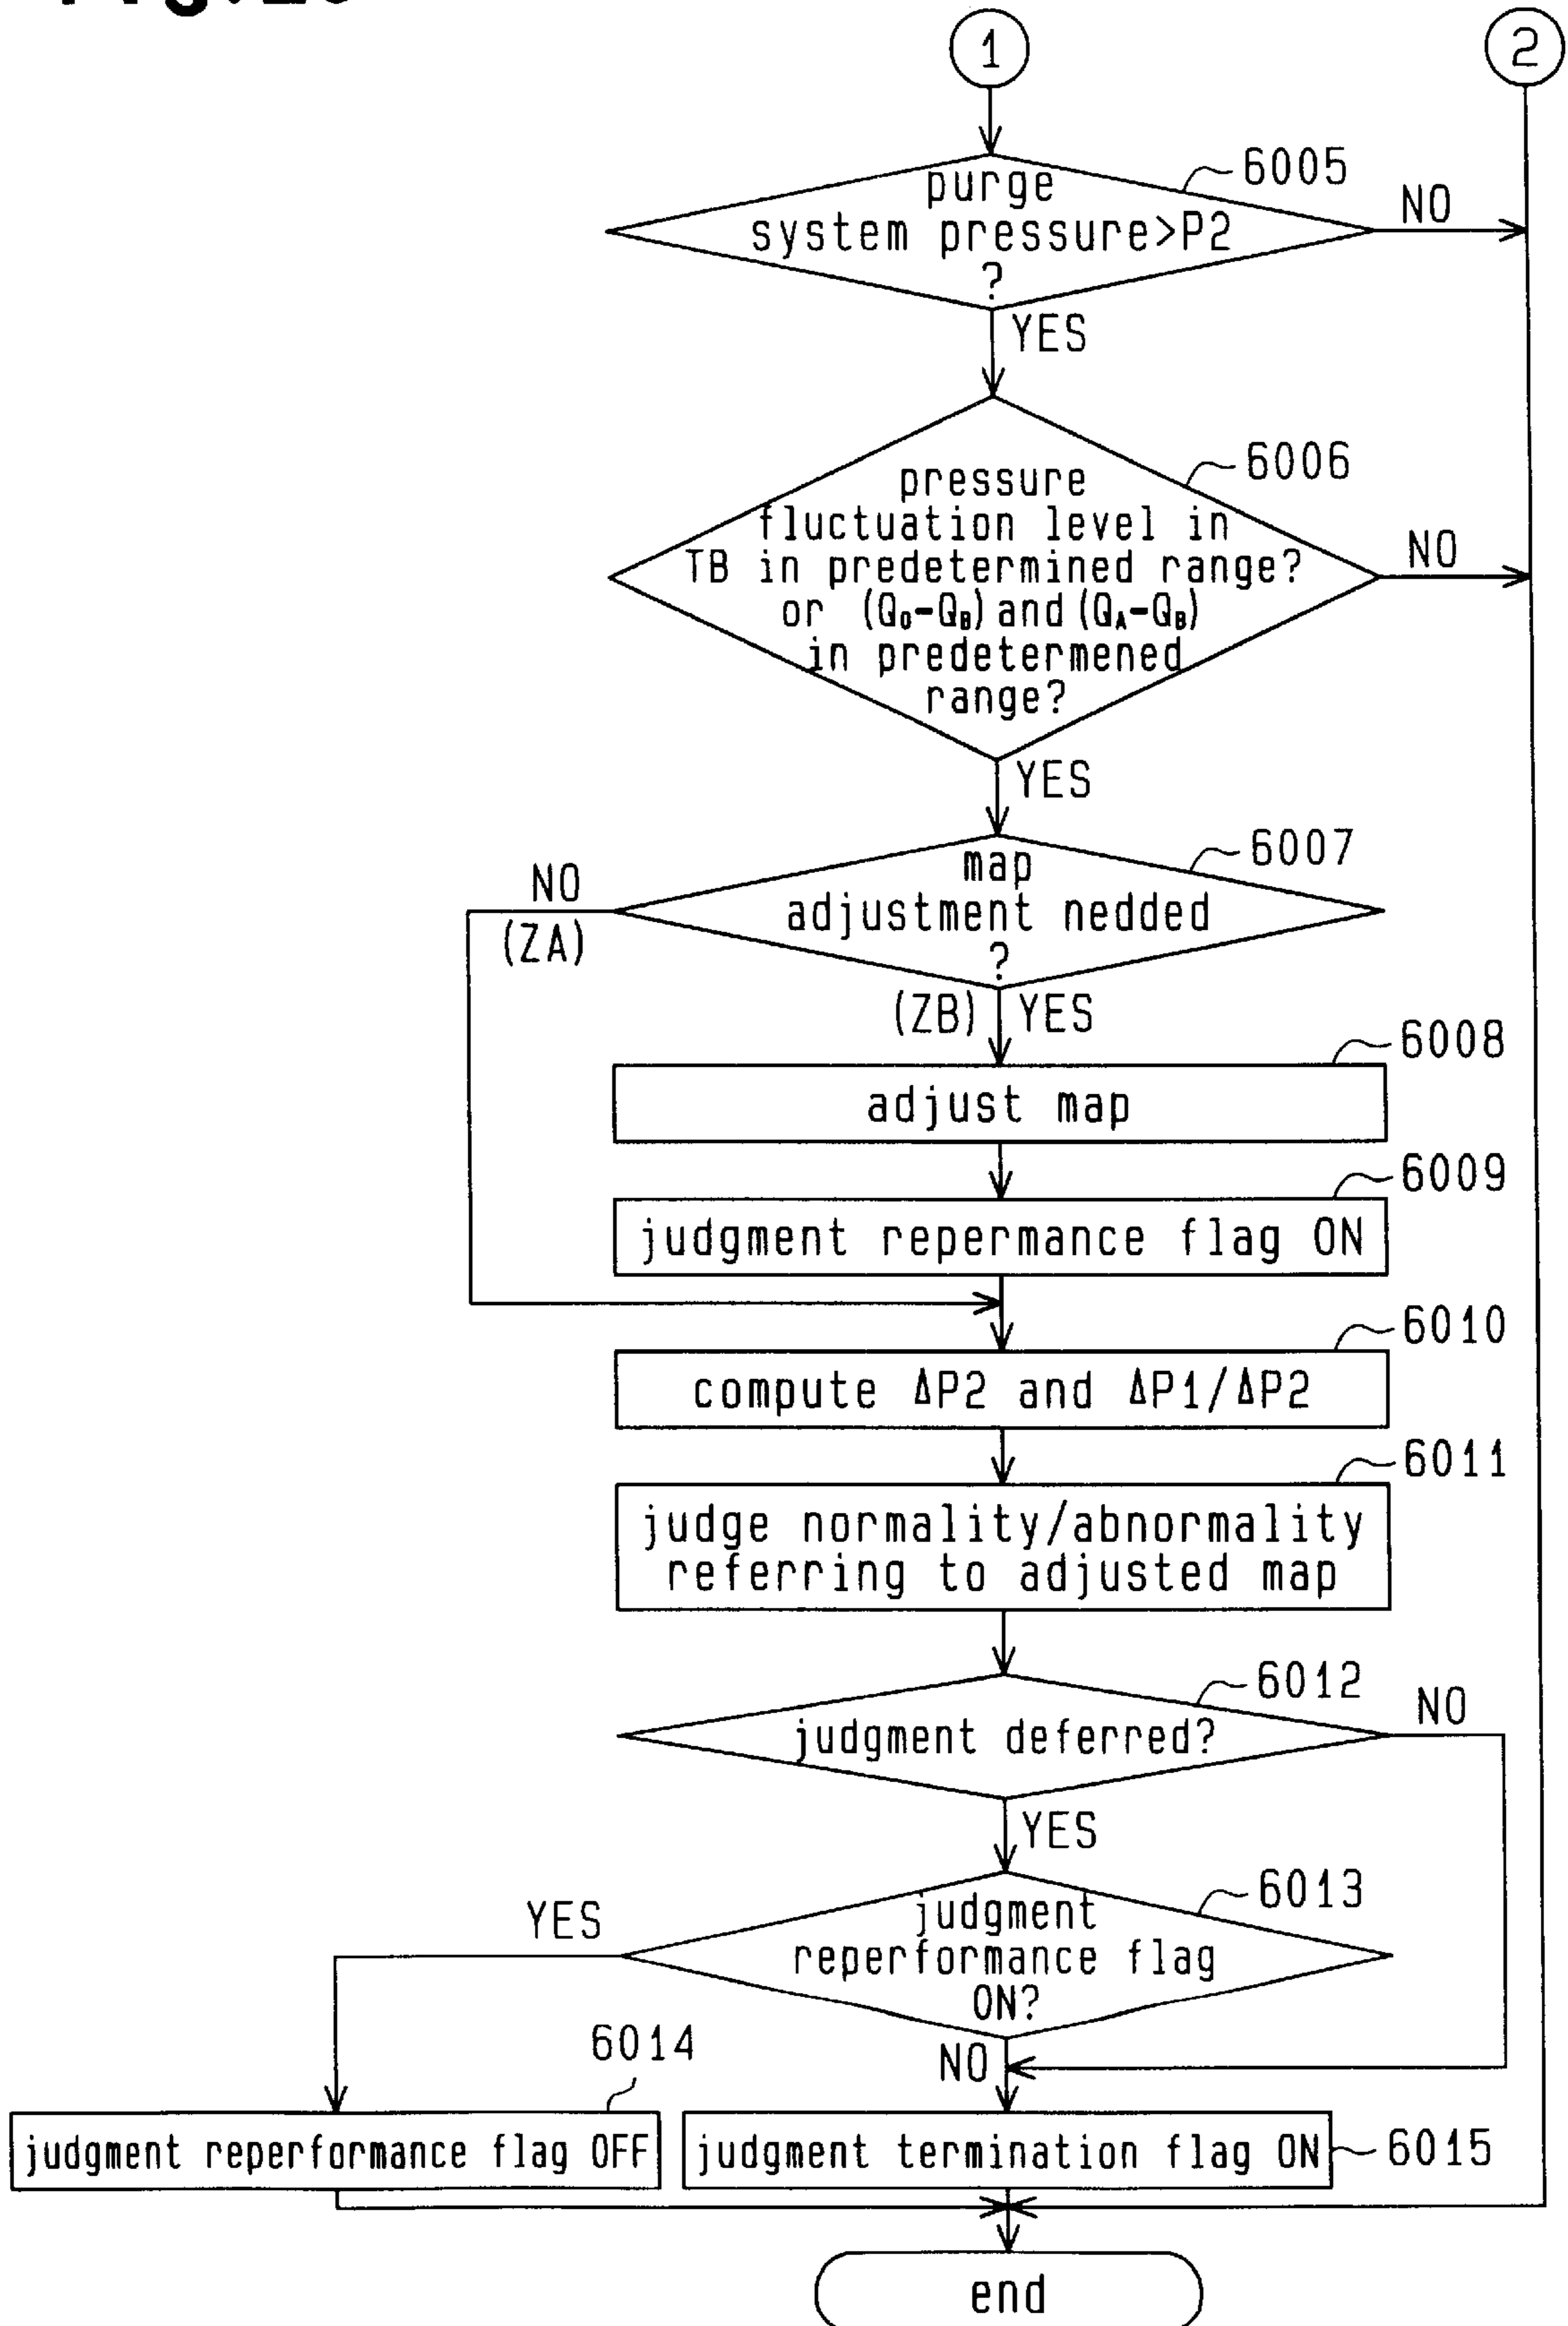 1
2
purge
system pressure>P2
?
6005
NO
YES
pressure
fluctuation level in
TB in predetermined range?
or (Q₀-Q_B) and (Q_A-Q_B)
in predetermened
range?
6006
NO
YES
map
adjustment nedded
?
6007
NO
(ZA)
(ZB) YES
6008
adjust map
6009
judgment repermance flag ON
6010
compute ΔP2 and ΔP1/ΔP2
6011
judge normality/abnormality
referring to adjusted map
6012
judgment deferred?
NO
YES
6013
judgment
reperformance flag
ON?
YES
NO
6014
judgment reperformance flag OFF
judgment termination flag ON
6015
end